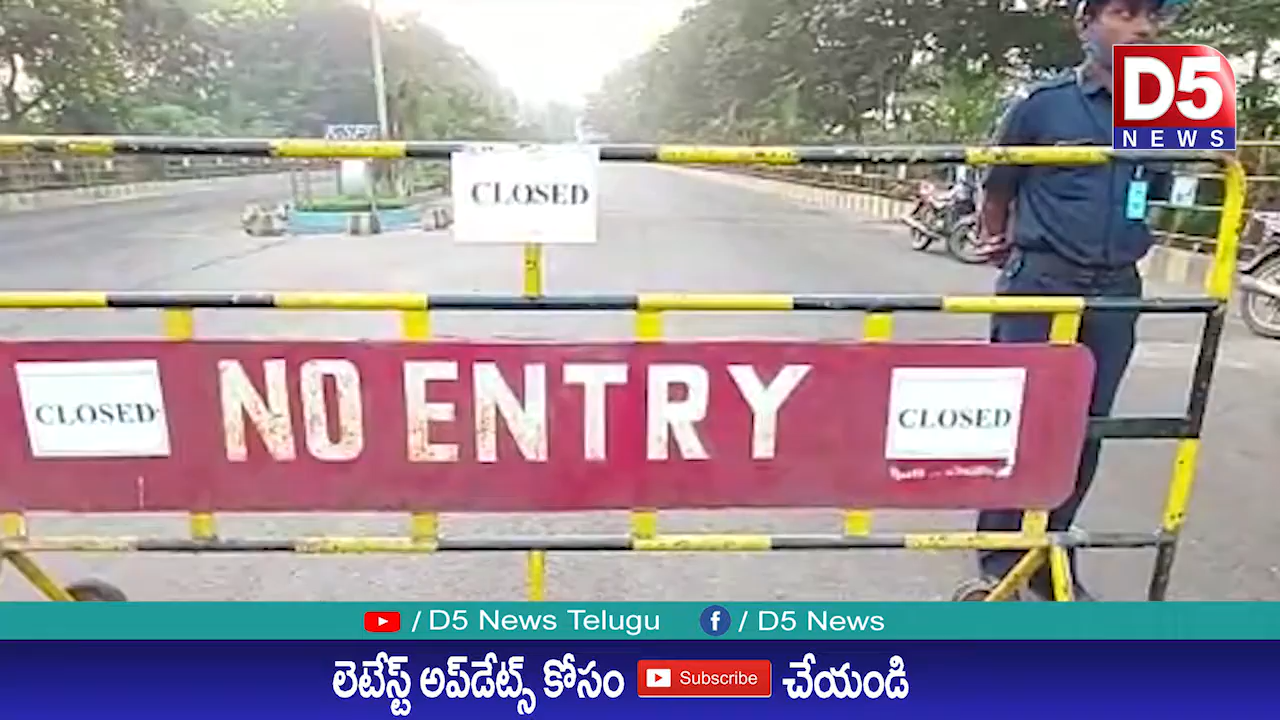 D5
NEWS
CLOSED
CLOSED
NO ENTRY
CLOSED
/ D5 News Telugu
/ D5 News
లెటేస్ట్ అప్‌డేట్స్ కోసం Subscribe చేయండి